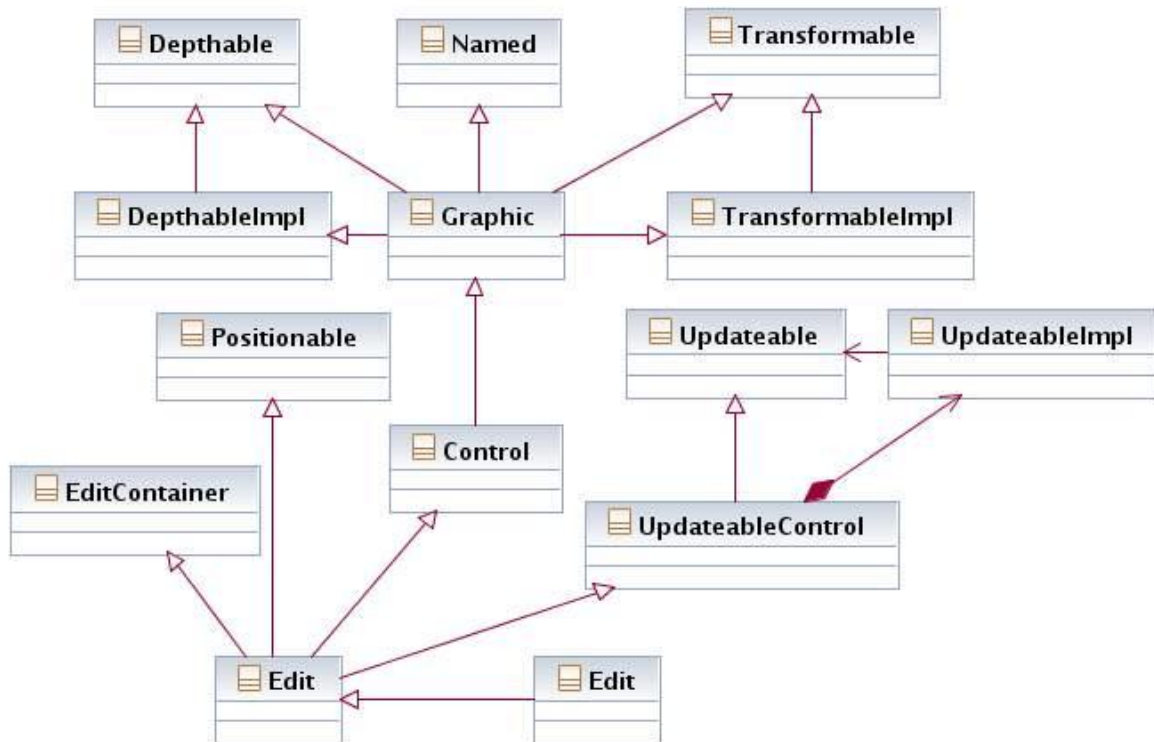 Depthable
Named
Transformable
DepthableImpl
Graphic
TransformableImpl
Positionable
Updateable
UpdateableImpl
Control
EditContainer
UpdateableControl
Edit
Edit